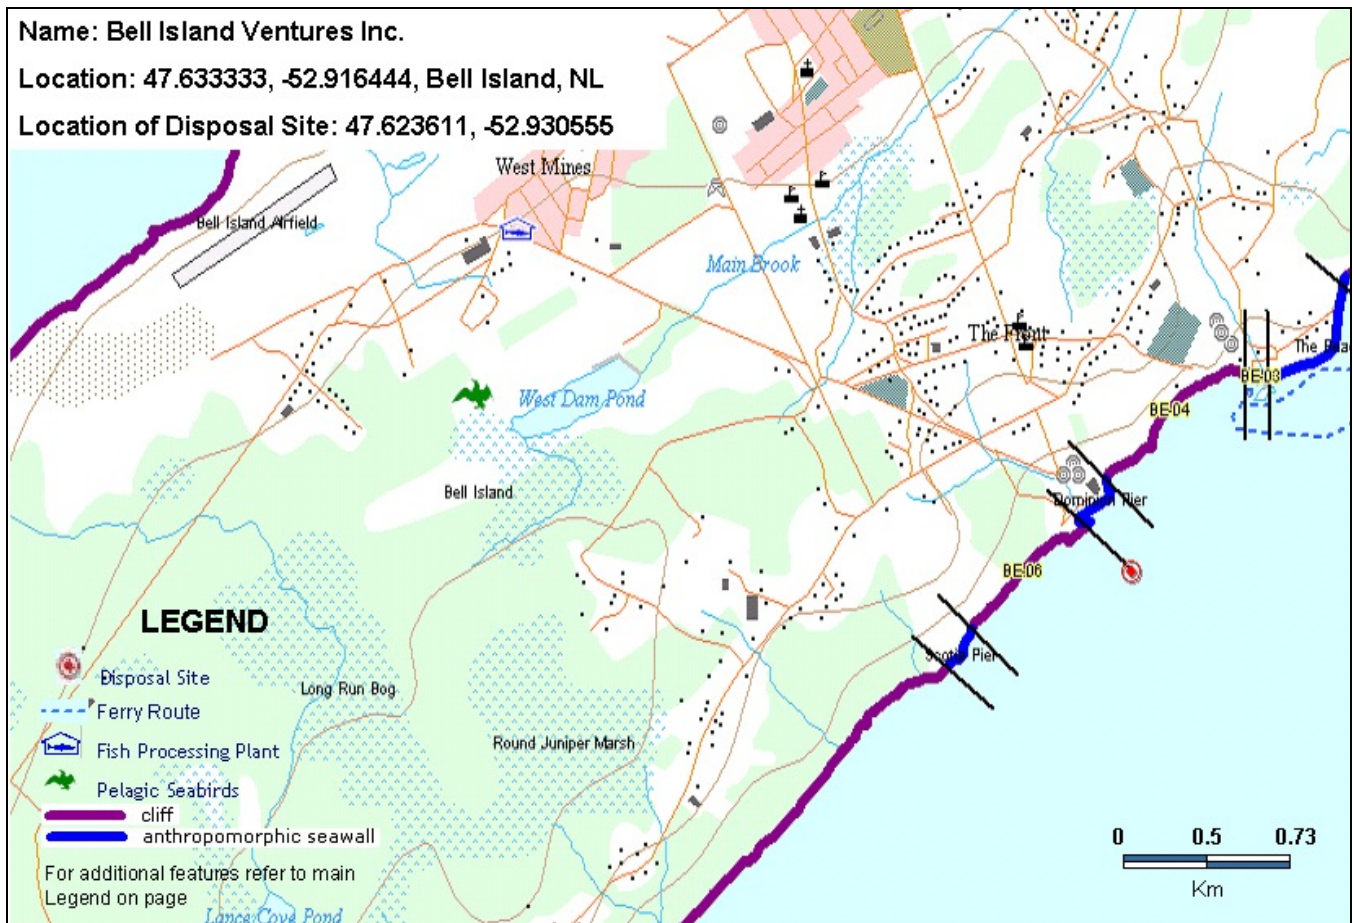 Name: Bell Island Ventures Inc.
Location: 47.633333, -52.916444, Bell Island, NL
Location of Disposal Site: 47.623611, -52.930555
West Mines
Bell Island Airfield
Main Brook
The Front
The
BE-03
West Dam Pond
BE-04
Bell Island
Dominion Pier
BE-06
LEGEND
Scotia Pier
Disposal Site
Long Run Bog
Ferry Route
Round Juniper Marsh
Fish Processing Plant
Pelagic Seabirds
cliff
anthropomorphic seawall
0 0.5 0.73
Km
For additional features refer to main
Legend on page
Lance Cove Pond